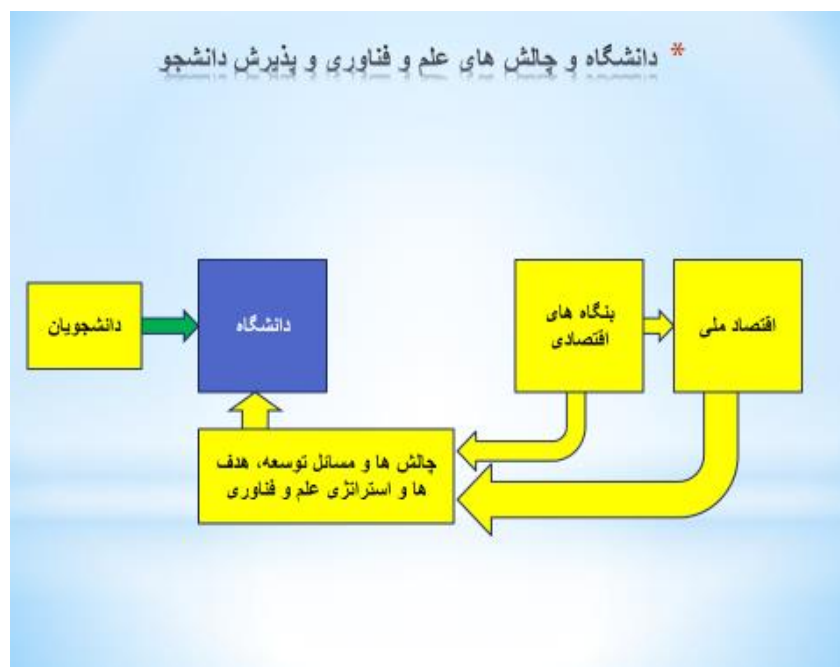 * دانشگاه و چالش های علم و فناوری و پذیرش دانشجو
اقتصاد ملی
بنگاه های
اقتصادی
دانشگاه
دانشجویان
چالش ها و مسائل توسعه، هدف
ها و استراتژی علم و فناوری